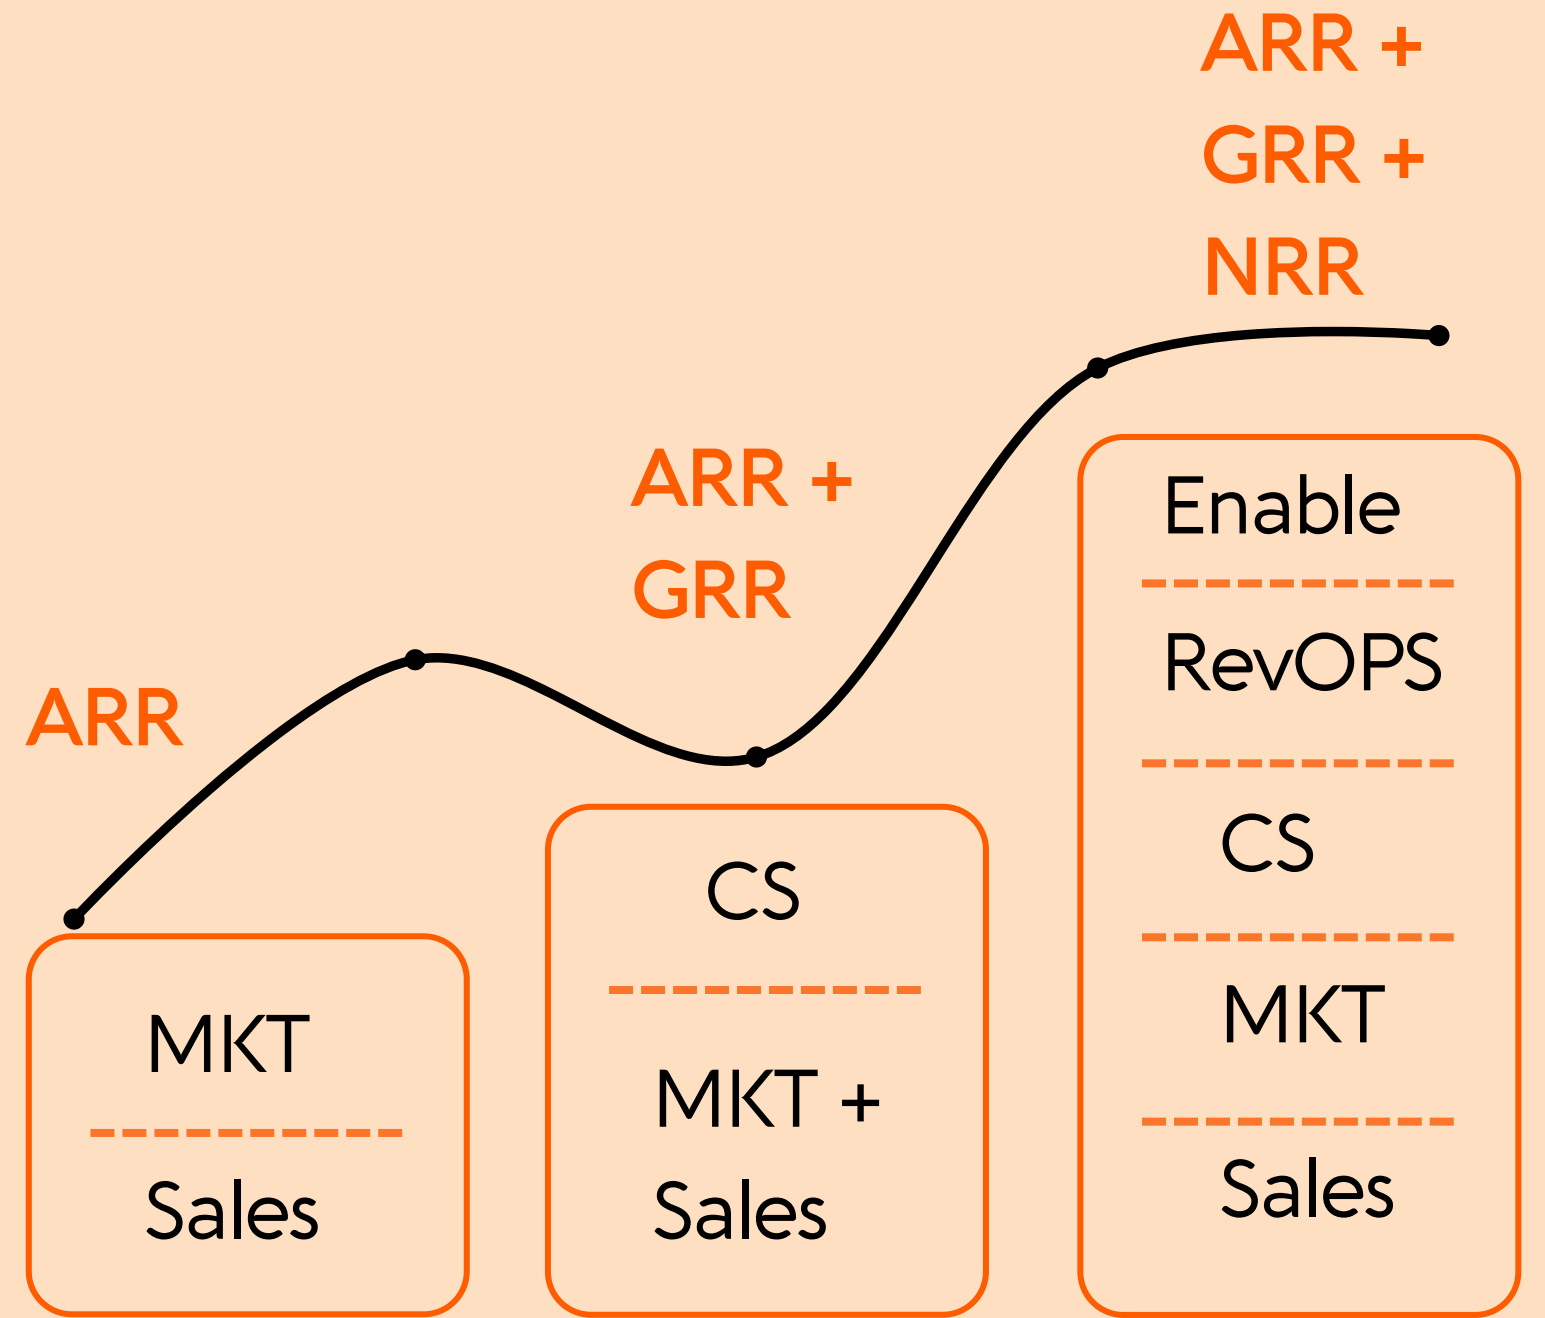 ARR
MKT
Sales
ARR +
GRR
CS
MKT +
Sales
ARR +
GRR +
NRR
Enable
RevOPS
CS
MKT
Sales